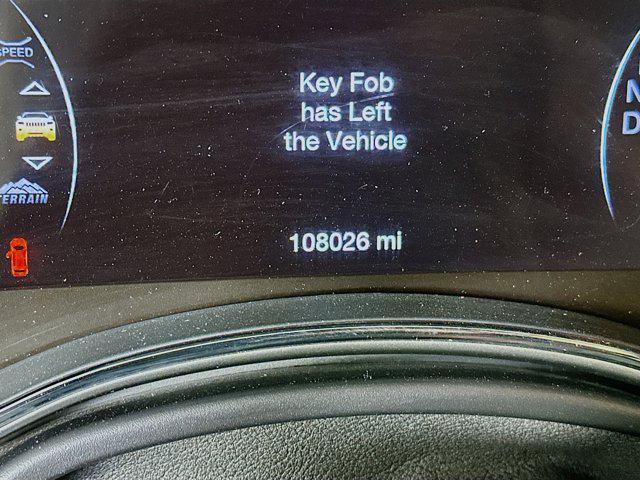 SPEED
Key Fob
has Left
the Vehicle
N
D
TERRAIN
108026 mi